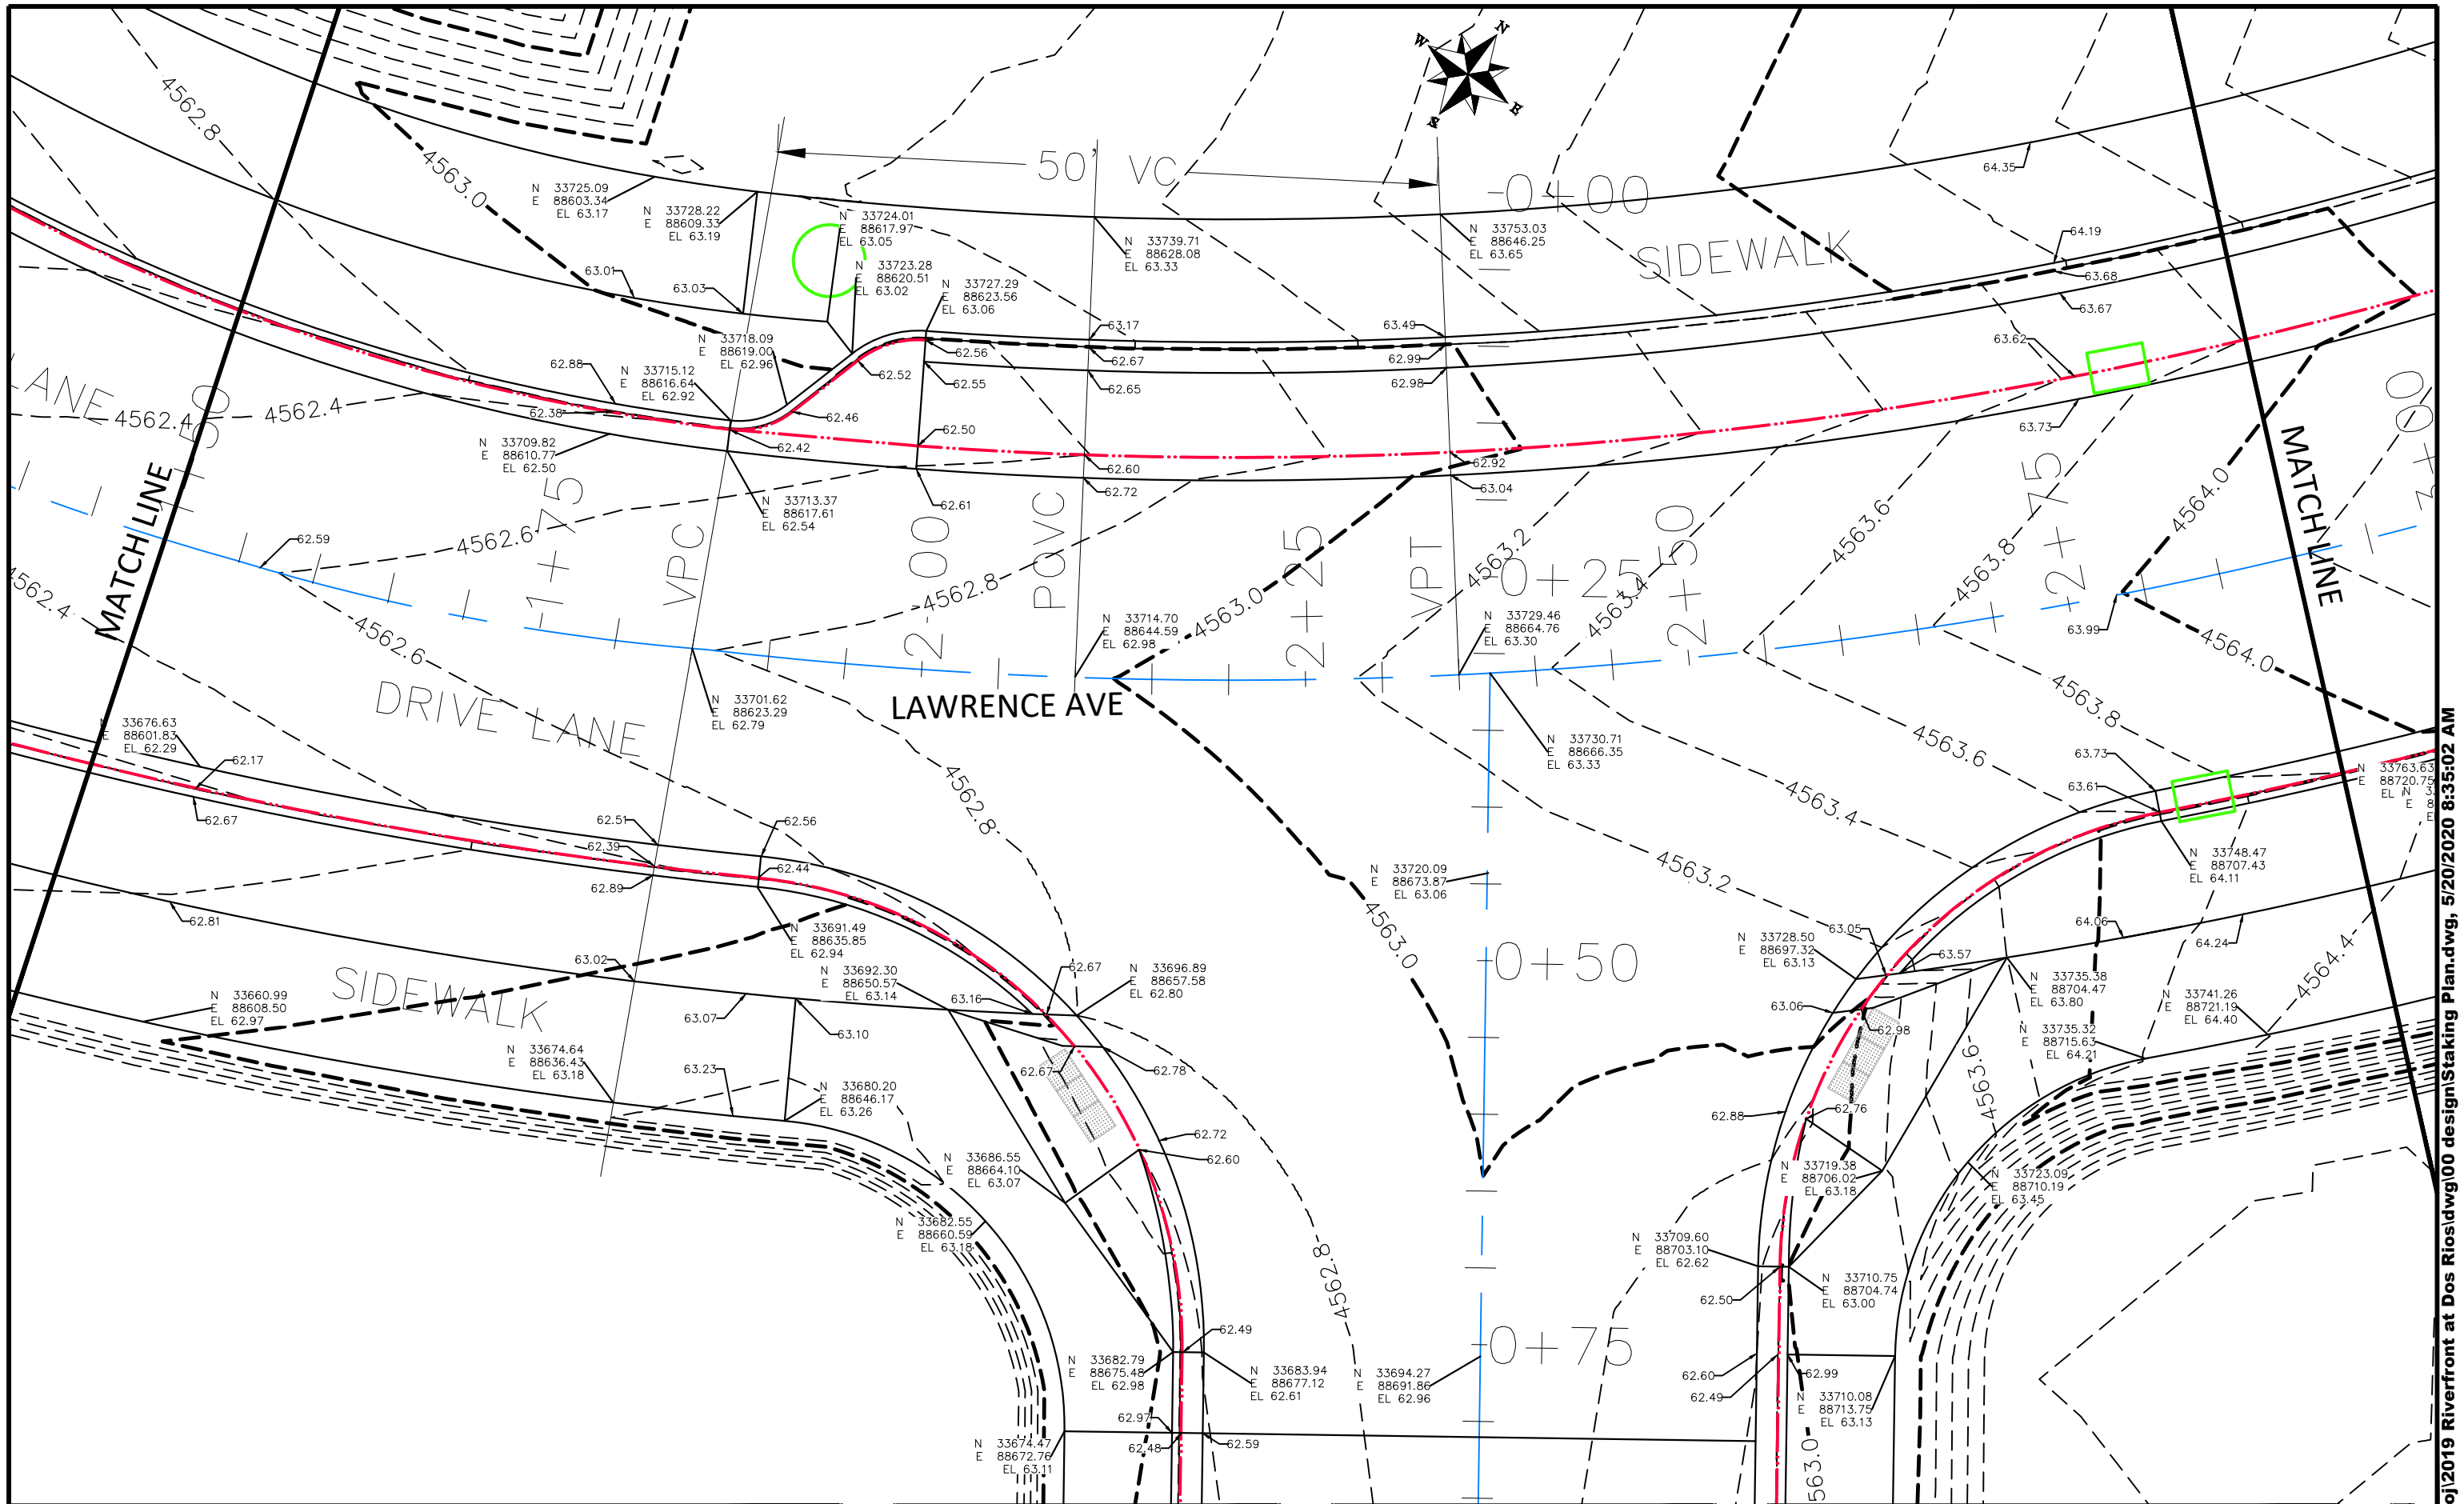 N
W
E
S
4562.8
4563.0
50' VC
0+00
64.35
N 33725.09
E 88603.34
EL 63.17
N 33728.22
E 88609.33
EL 63.19
N 33724.01
E 88617.97
EL 63.05
N 33739.71
E 88628.08
EL 63.33
N 33753.03
E 88646.25
EL 63.65
SIDEWALK
64.19
63.68
63.67
63.01
63.03
N 33723.28
E 88620.51
EL 63.02
N 33727.29
E 88623.56
EL 63.06
63.17
63.49
63.62
N 33718.09
E 88619.00
EL 62.96
62.56
62.67
62.99
62.88
N 33715.12
E 88616.64
EL 62.92
62.52
62.55
62.65
62.98
LANE
4562.4
4562.4
62.38
62.46
62.50
62.42
63.73
N 33709.82
E 88610.77
EL 62.50
62.60
62.92
62.72
63.04
62.61
N 33713.37
E 88617.61
EL 62.54
MATCH LINE
MATCH LINE
1+75
VPC
2+00
POVC
2+25
VPT
2+50
2+75
3+00
4564.0
62.59
4562.6
4562.8
4563.0
4563.2
4563.4
4563.6
4563.8
0+25
4562.4
4562.6
N 33714.70
E 88644.59
EL 62.98
N 33729.46
E 88664.76
EL 63.30
63.99
4564.0
DRIVE LANE
N 33701.62
E 88623.29
EL 62.79
LAWRENCE AVE
N 33730.71
E 88666.35
EL 63.33
4563.8
4563.6
N 33676.63
E 88601.83
EL 62.29
62.17
62.67
4562.8
4563.4
63.73
63.61
N 33763.63
E 88720.75
62.51
62.56
62.39
62.44
62.89
4563.2
N 33720.09
E 88673.87
EL 63.06
N 33748.47
E 88707.43
EL 64.11
62.81
N 33691.49
E 88635.85
EL 62.94
4563.0
63.05
N 33728.50
E 88697.32
EL 63.13
63.57
64.06
64.24
63.02
N 33692.30
E 88650.57
EL 63.14
62.67
N 33696.89
E 88657.58
EL 62.80
0+50
4564.4
SIDEWALK
N 33660.99
E 88608.50
EL 62.97
63.07
63.10
63.16
63.06
62.98
N 33735.38
E 88704.47
EL 63.80
N 33741.26
E 88721.19
EL 64.40
N 33735.32
E 88715.63
EL 64.21
N 33674.64
E 88636.43
EL 63.18
63.23
62.67
62.78
4563.6
N 33680.20
E 88646.17
EL 63.26
62.88
62.76
62.72
62.60
N 33686.55
E 88664.10
EL 63.07
N 33719.38
E 88706.02
EL 63.18
N 33723.09
E 88710.19
EL 63.45
N 33682.55
E 88660.59
EL 63.18
4562.8
N 33709.60
E 88703.10
EL 62.62
62.50
N 33710.75
E 88704.74
EL 63.00
62.49
0+75
N 33682.79
E 88675.48
EL 62.98
N 33683.94
E 88677.12
EL 62.61
N 33694.27
E 88691.86
EL 62.96
62.60
62.49
62.99
N 33710.08
E 88713.75
EL 63.13
62.97
62.48
62.59
N 33674.47
E 88672.76
EL 63.11
563.0
oj\2019 Riverfront at Dos Rios\dwg\00 design\Staking Plan.dwg, 5/20/2020 8:35:02 AM